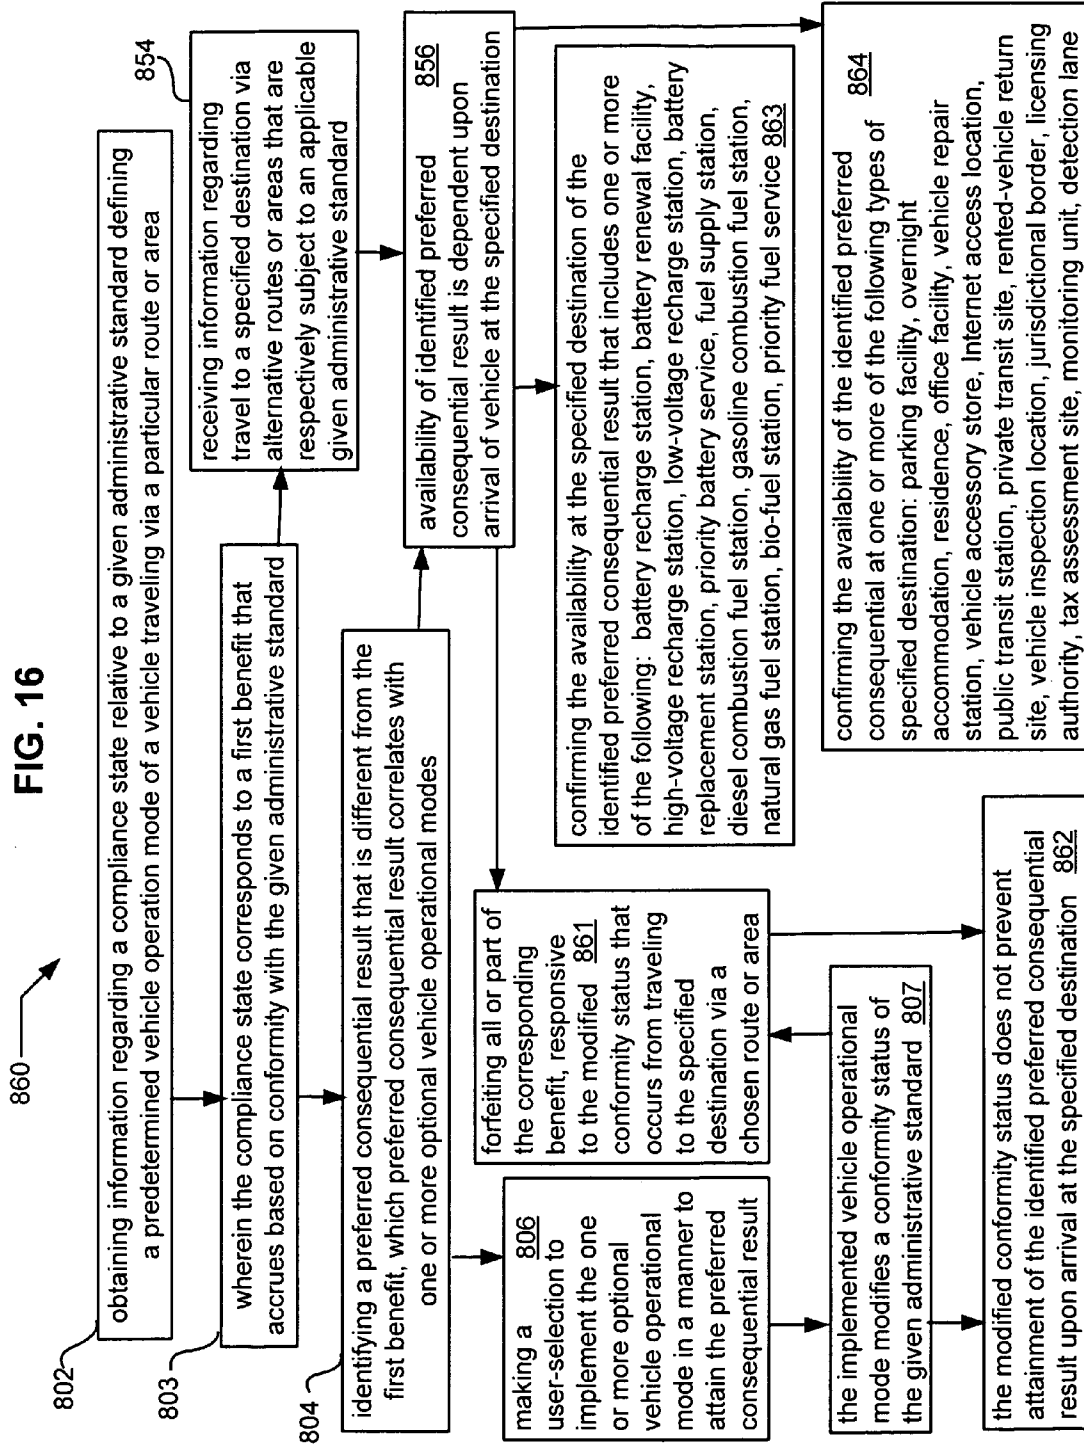 FIG. 16
860
802
obtaining information regarding a compliance state relative to a given administrative standard defining
a predetermined vehicle operation mode of a vehicle traveling via a particular route or area
803
wherein the compliance state corresponds to a first benefit that
accrues based on conformity with the given administrative standard
854
receiving information regarding
travel to a specified destination via
alternative routes or areas that are
respectively subject to an applicable
given administrative standard
804
identifying a preferred consequential result that is different from the
first benefit, which preferred consequential result correlates with
one or more optional vehicle operational modes
availability of identified preferred 856
consequential result is dependent upon
arrival of vehicle at the specified destination
making a 806
user-selection to
implement the one
or more optional
vehicle operational
mode in a manner to
attain the preferred
consequential result
forfeiting all or part of
the corresponding
benefit, responsive
to the modified 861
conformity status that
occurs from traveling
to the specified
destination via a
chosen route or area
confirming the availability at the specified destination of the
identified preferred consequential result that includes one or more
of the following: battery recharge station, battery renewal facility,
high-voltage recharge station, low-voltage recharge station, battery
replacement station, priority battery service, fuel supply station,
diesel combustion fuel station, gasoline combustion fuel station,
natural gas fuel station, bio-fuel station, priority fuel service 863
the implemented vehicle operational
mode modifies a conformity status of
the given administrative standard 807
the modified conformity status does not prevent
attainment of the identified preferred consequential
result upon arrival at the specified destination 862
confirming the availability of the identified preferred
consequential at one or more of the following types of 864
specified destination: parking facility, overnight
accommodation, residence, office facility, vehicle repair
station, vehicle accessory store, Internet access location,
public transit station, private transit site, rented-vehicle return
site, vehicle inspection location, jurisdictional border, licensing
authority, tax assessment site, monitoring unit, detection lane